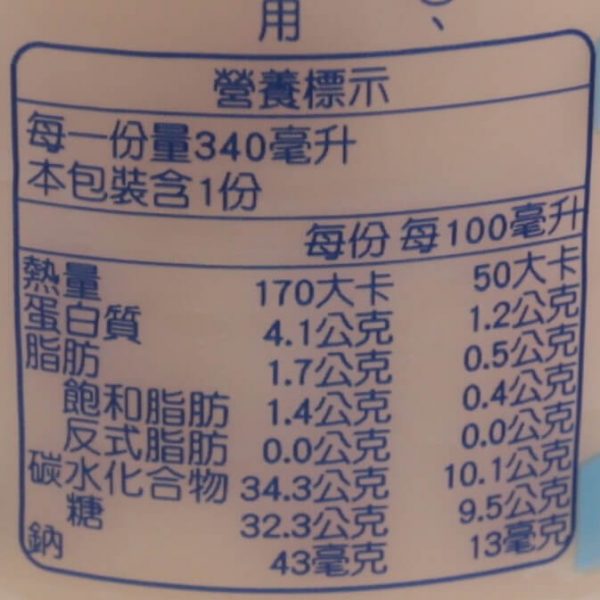 用、
營養標示
每一份量340毫升
本包裝含1份
每份 每100毫升
熱量 170大卡 50大卡
蛋白質 4.1公克 1.2公克
脂肪 1.7公克 0.5公克
飽和脂肪 1.4公克 0.4公克
反式脂肪 0.0公克 0.0公克
碳水化合物 34.3公克 10.1公克
糖 32.3公克 9.5公克
鈉 43毫克 13毫克